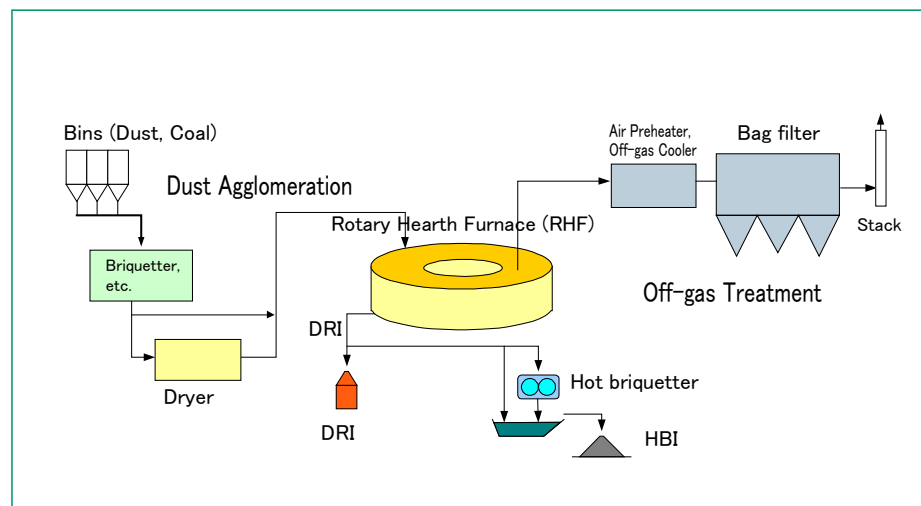 Bins (Dust, Coal)
Dust Agglomeration
Briquetter,
etc.
Dryer
Rotary Hearth Furnace (RHF)
Air Preheater,
Off-gas Cooler
Bag filter
Stack
Off-gas Treatment
DRI
DRI
Hot briquetter
HBI